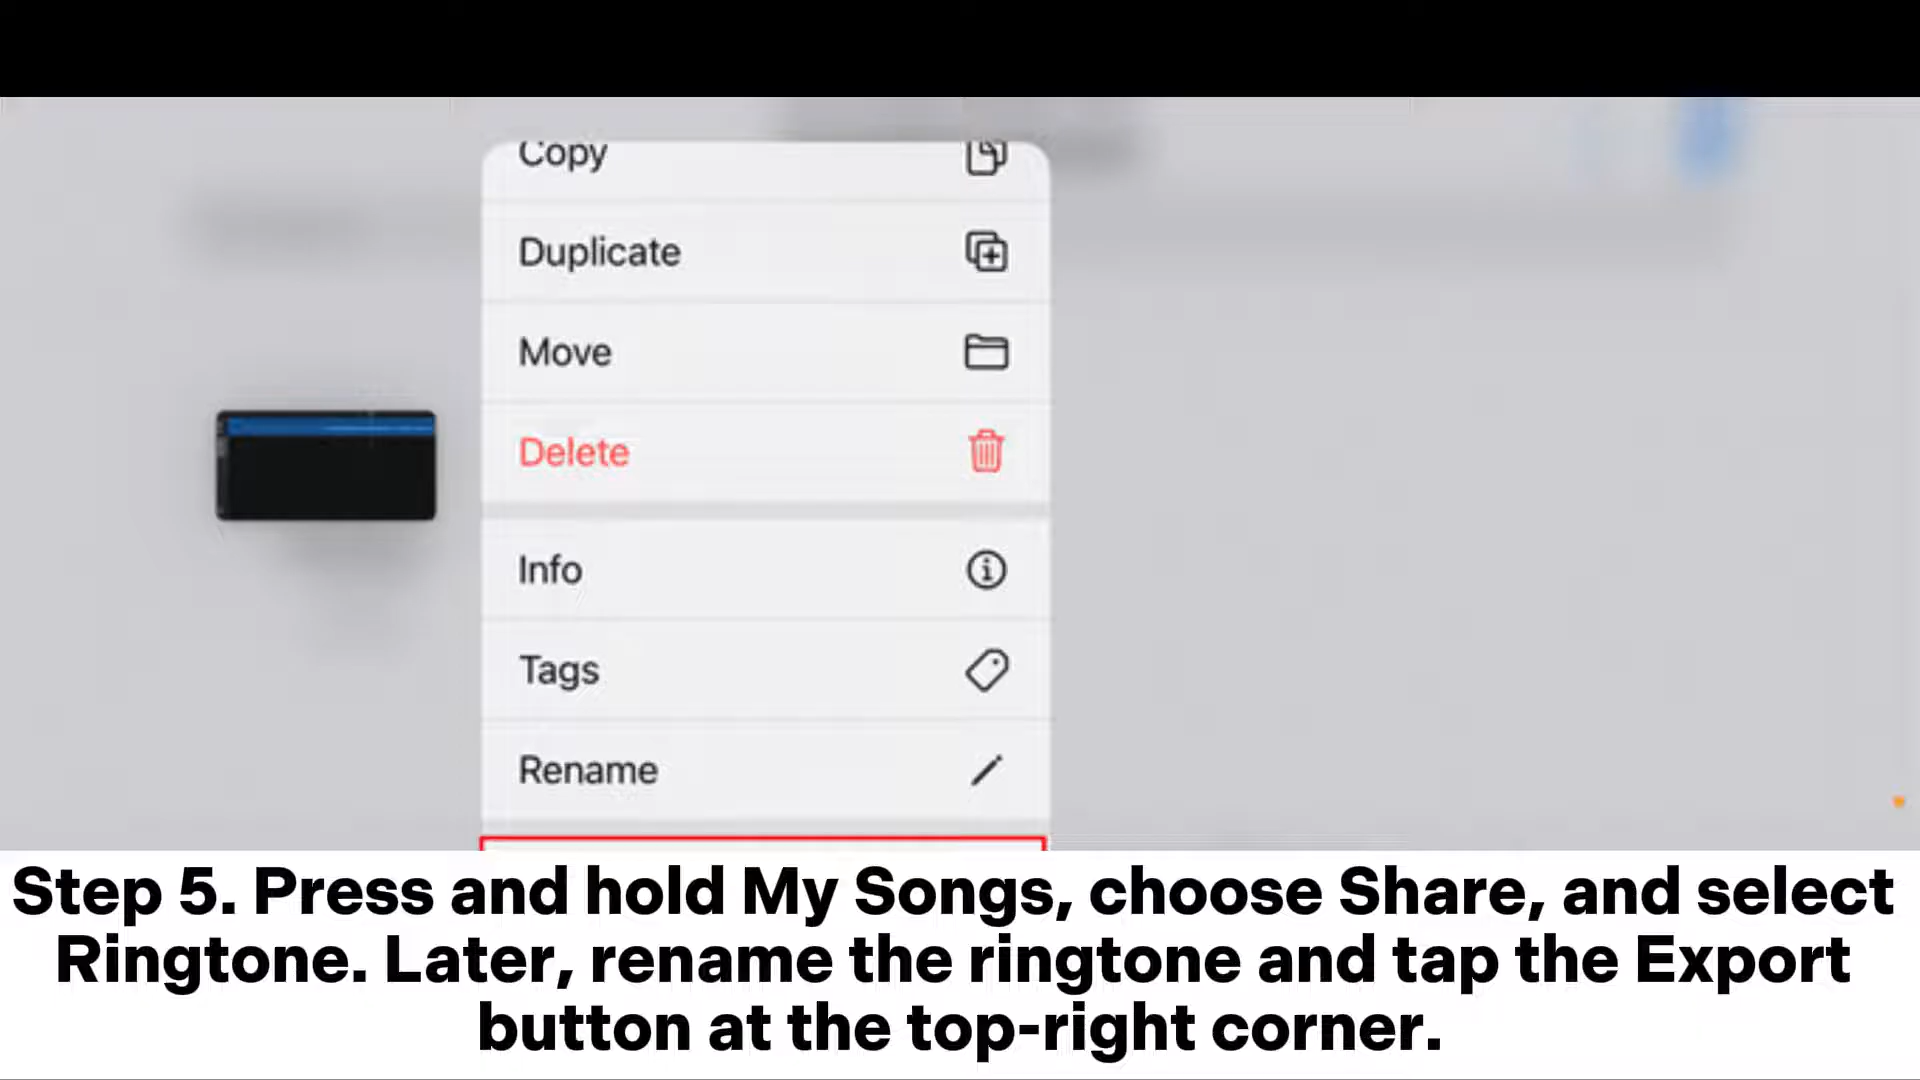 Copy
Duplicate
Move
Delete
Info
Tags
Rename
Step 5. Press and hold My Songs, choose Share, and select
Ringtone. Later, rename the ringtone and tap the Export
button at the top-right corner.